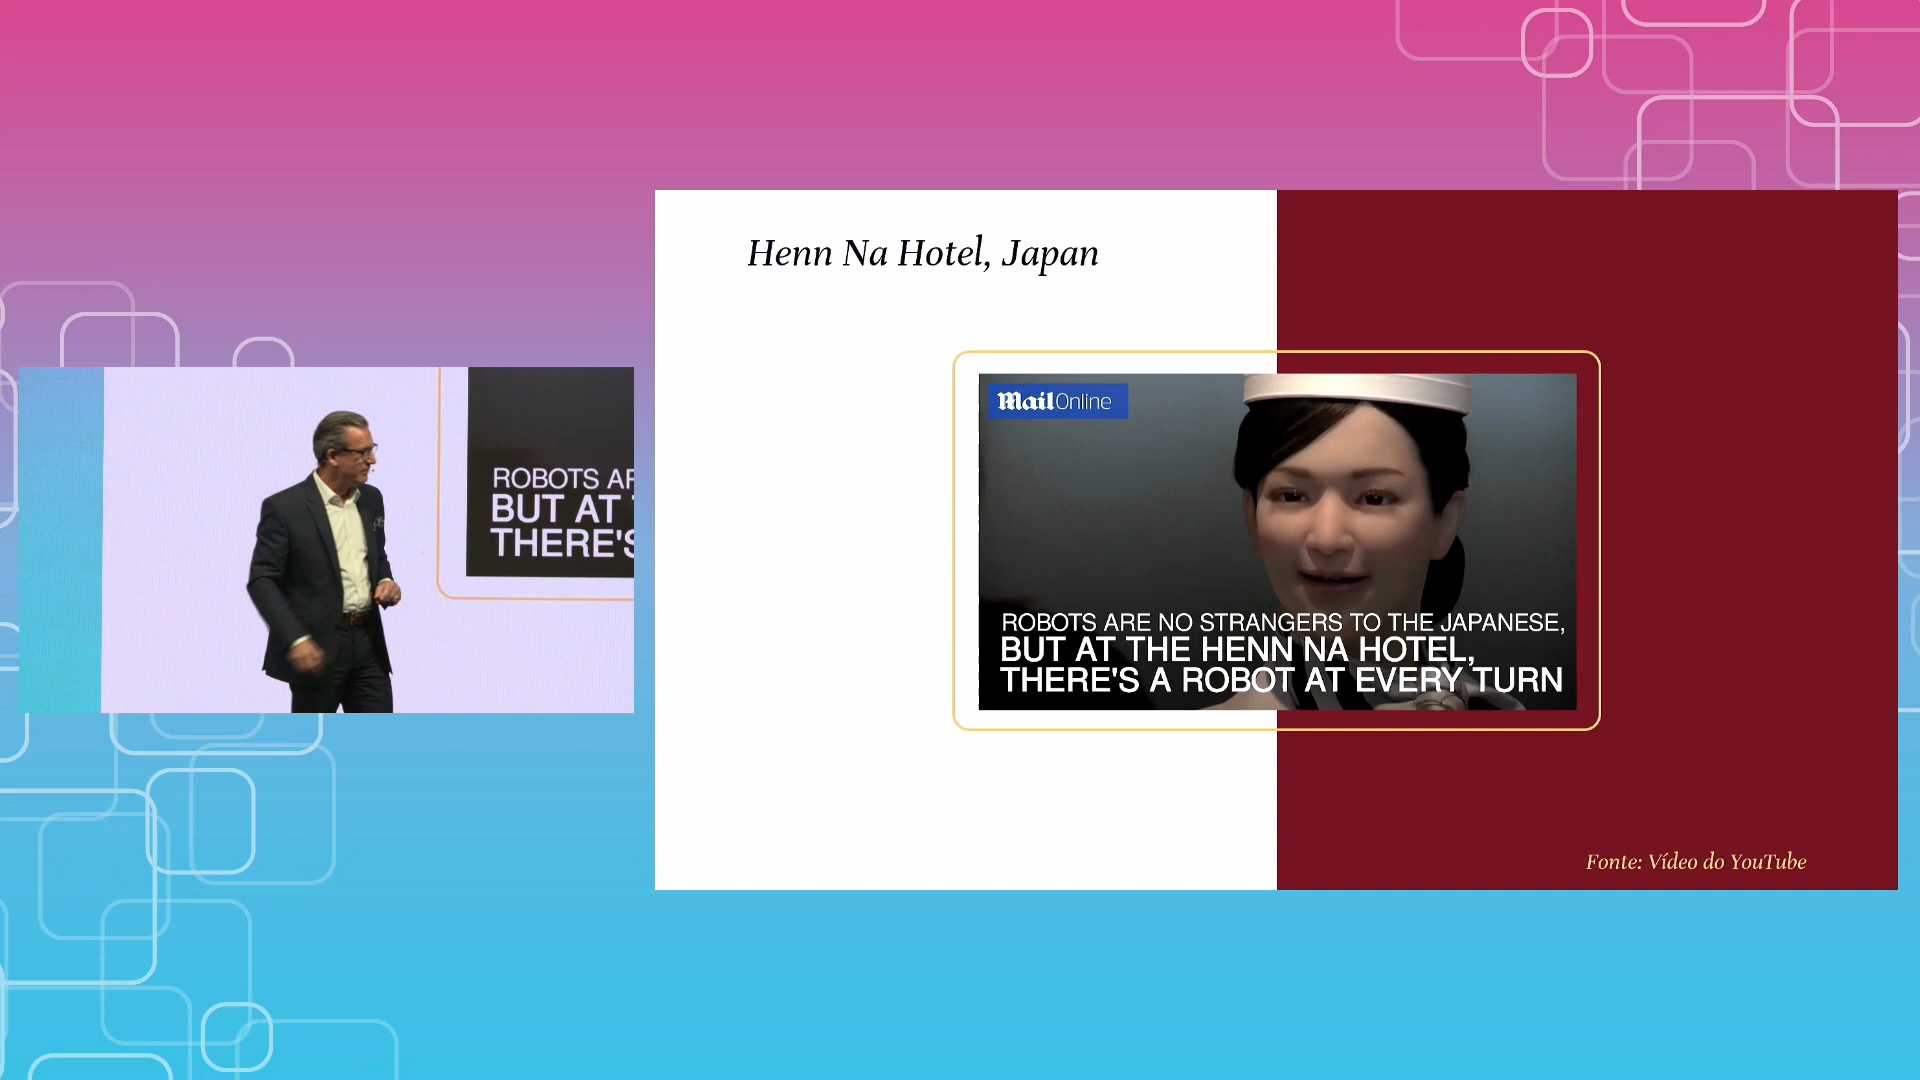 Henn Na Hotel, Japan
MailOnline
ROBOTS ARE NO STRANGERS TO THE JAPANESE,
BUT AT THE HENN NA HOTEL,
THERE'S A ROBOT AT EVERY TURN
ROBOTS AR
BUT AT
THERE'S
Fonte: Vídeo do YouTube